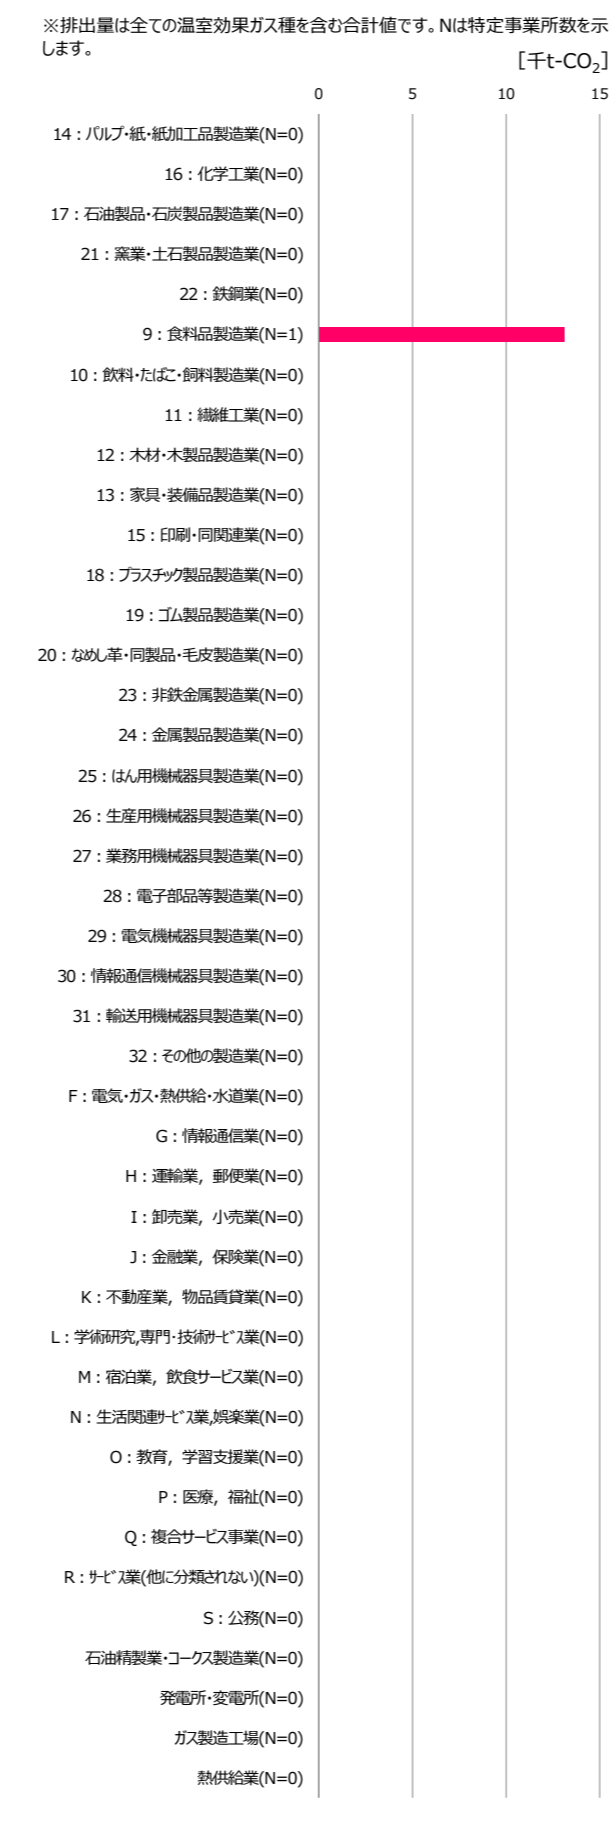 ※排出量は全ての温室効果ガス種を含む合計値です。Nは特定事業所数を示
します。
[千t-CO2]
0 5 10 15
14：パルプ・紙・紙加工品製造業(N=0)
16：化学工業(N=0)
17：石油製品・石炭製品製造業(N=0)
21：窯業・土石製品製造業(N=0)
22：鉄鋼業(N=0)
9：食料品製造業(N=1)
10：飲料・たばこ・飼料製造業(N=0)
11：繊維工業(N=0)
12：木材・木製品製造業(N=0)
13：家具・装備品製造業(N=0)
15：印刷・同関連業(N=0)
18：プラスチック製品製造業(N=0)
19：ゴム製品製造業(N=0)
20：なめし革・同製品・毛皮製造業(N=0)
23：非鉄金属製造業(N=0)
24：金属製品製造業(N=0)
25：はん用機械器具製造業(N=0)
26：生産用機械器具製造業(N=0)
27：業務用機械器具製造業(N=0)
28：電子部品等製造業(N=0)
29：電気機械器具製造業(N=0)
30：情報通信機械器具製造業(N=0)
31：輸送用機械器具製造業(N=0)
32：その他の製造業(N=0)
F：電気・ガス・熱供給・水道業(N=0)
G：情報通信業(N=0)
H：運輸業，郵便業(N=0)
I：卸売業，小売業(N=0)
J：金融業，保険業(N=0)
K：不動産業，物品賃貸業(N=0)
L：学術研究,専門・技術ｻｰﾋﾞｽ業(N=0)
M：宿泊業，飲食サービス業(N=0)
N：生活関連ｻｰﾋﾞｽ業,娯楽業(N=0)
O：教育，学習支援業(N=0)
P：医療，福祉(N=0)
Q：複合サービス事業(N=0)
R：ｻｰﾋﾞｽ業(他に分類されない)(N=0)
S：公務(N=0)
石油精製業・コークス製造業(N=0)
発電所・変電所(N=0)
ガス製造工場(N=0)
熱供給業(N=0)